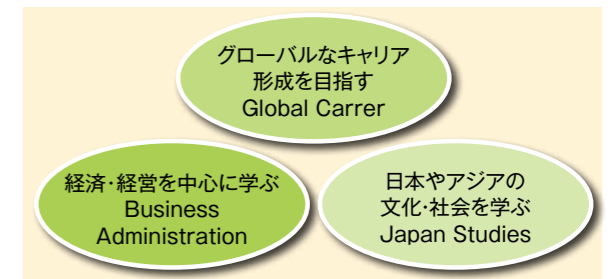 グローバルなキャリア
形成を目指す
Global Carrer
経済・経営を中心に学ぶ
Business
Administration
日本やアジアの
文化・社会を学ぶ
Japan Studies